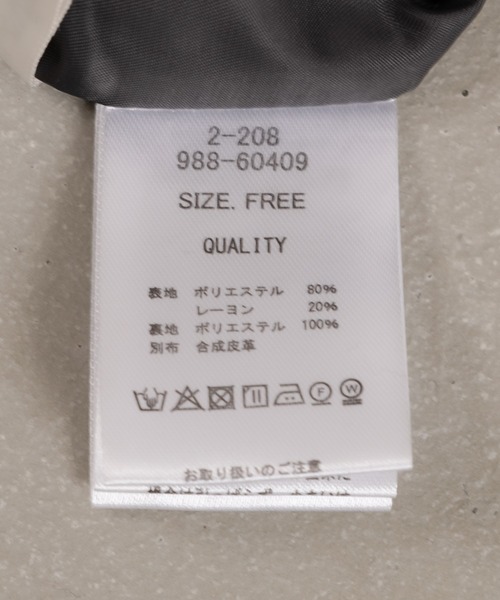 2-208
988-60409
SIZE. FREE
QUALITY
表地 ポリエステル 80%
レーヨン 20%
裏地 ポリエステル 100%
別布 合成皮革
F W
お取り扱いのご注意